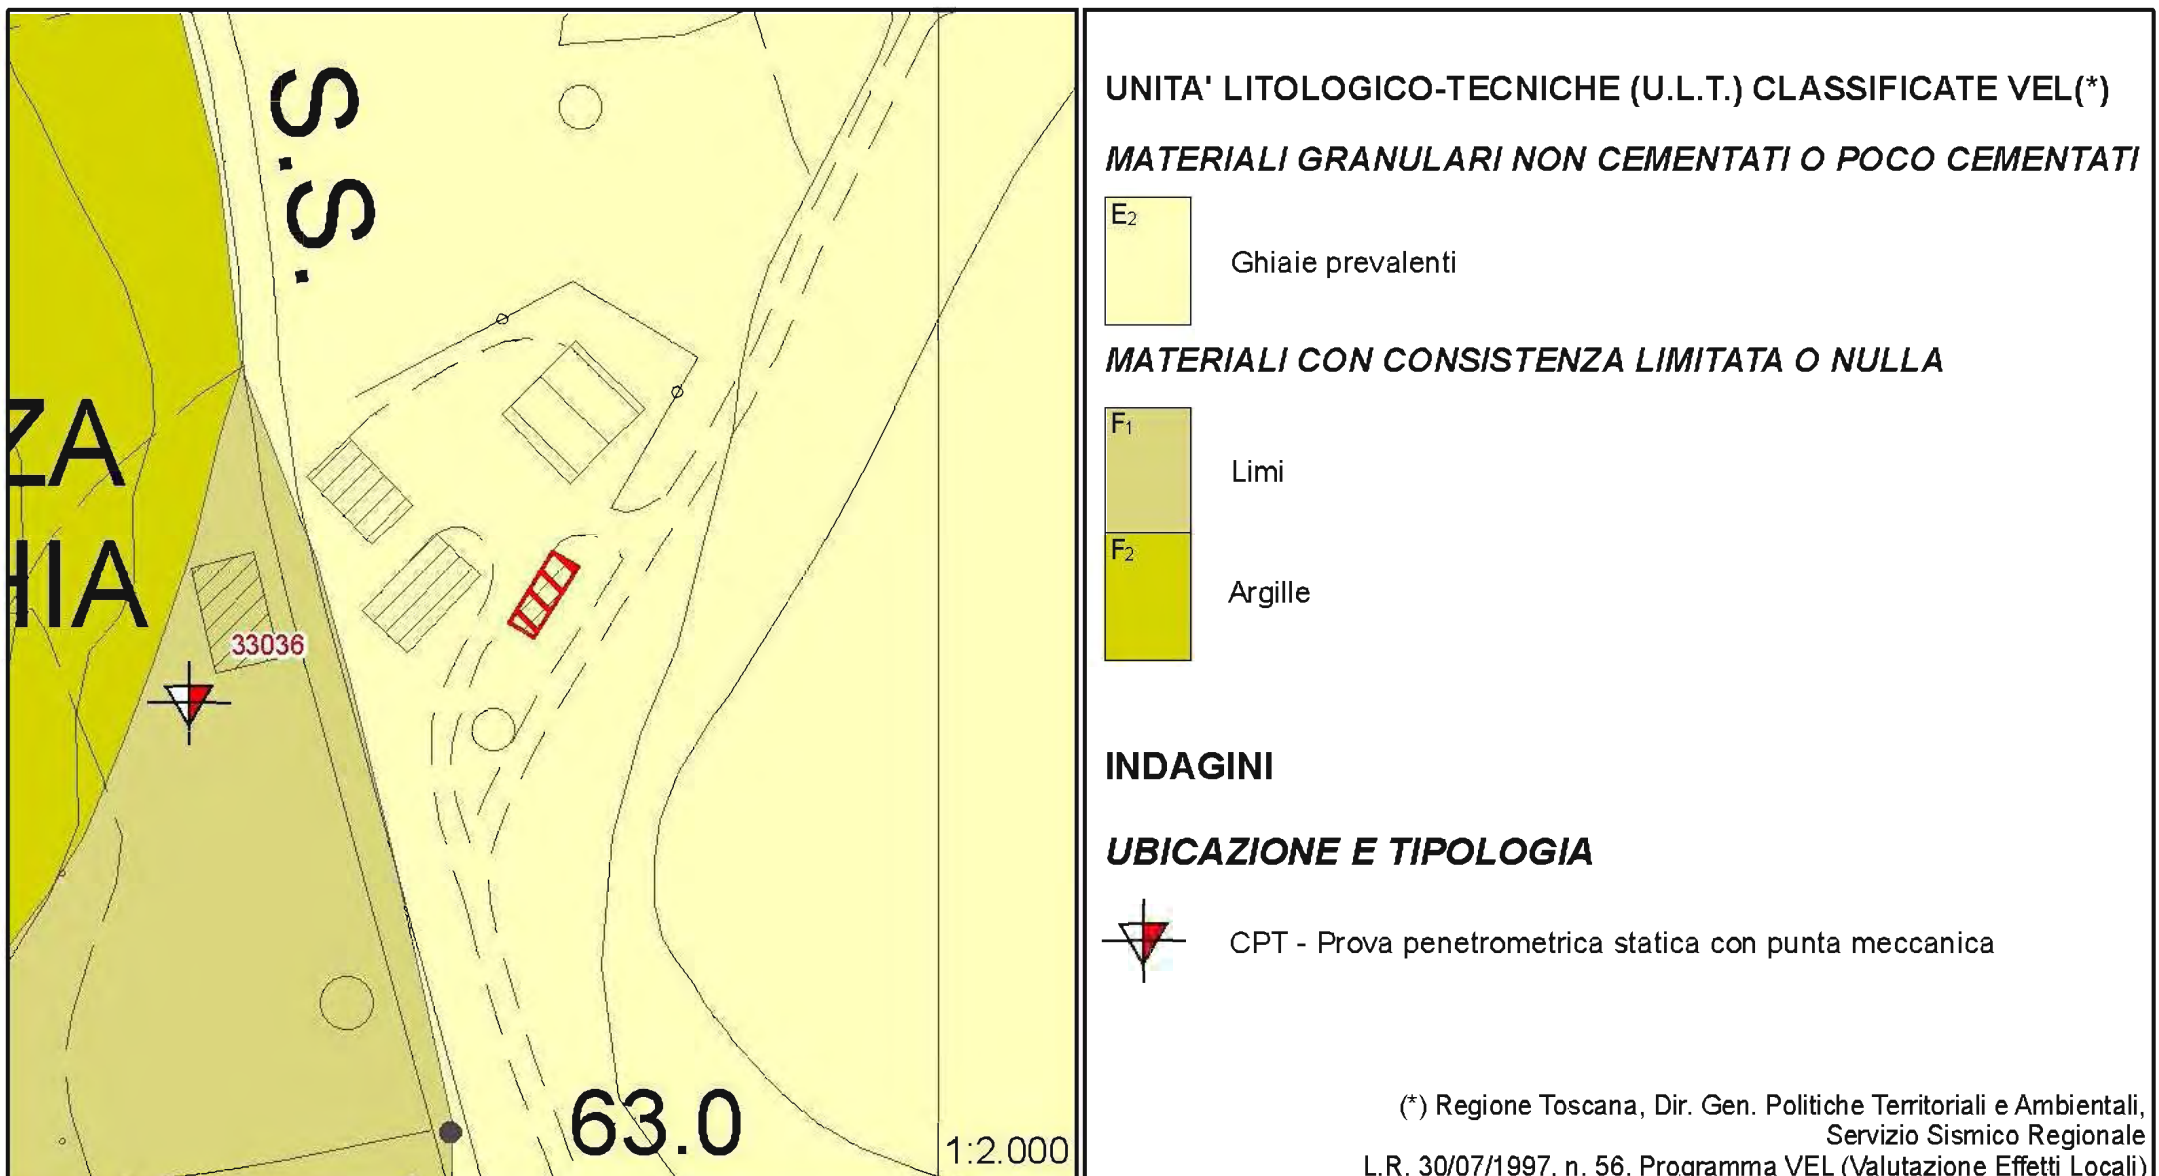 S.S.
ZA
HIA
33036
63.0
1:2.000
UNITA' LITOLOGICO-TECNICHE (U.L.T.) CLASSIFICATE VEL(*)
MATERIALI GRANULARI NON CEMENTATI O POCO CEMENTATI
E2
Ghiaie prevalenti
MATERIALI CON CONSISTENZA LIMITATA O NULLA
F1
Limi
F2
Argille
INDAGINI
UBICAZIONE E TIPOLOGIA
CPT - Prova penetrometrica statica con punta meccanica
(*) Regione Toscana, Dir. Gen. Politiche Territoriali e Ambientali,
Servizio Sismico Regionale
L.R. 30/07/1997, n. 56, Programma VEL (Valutazione Effetti Locali)